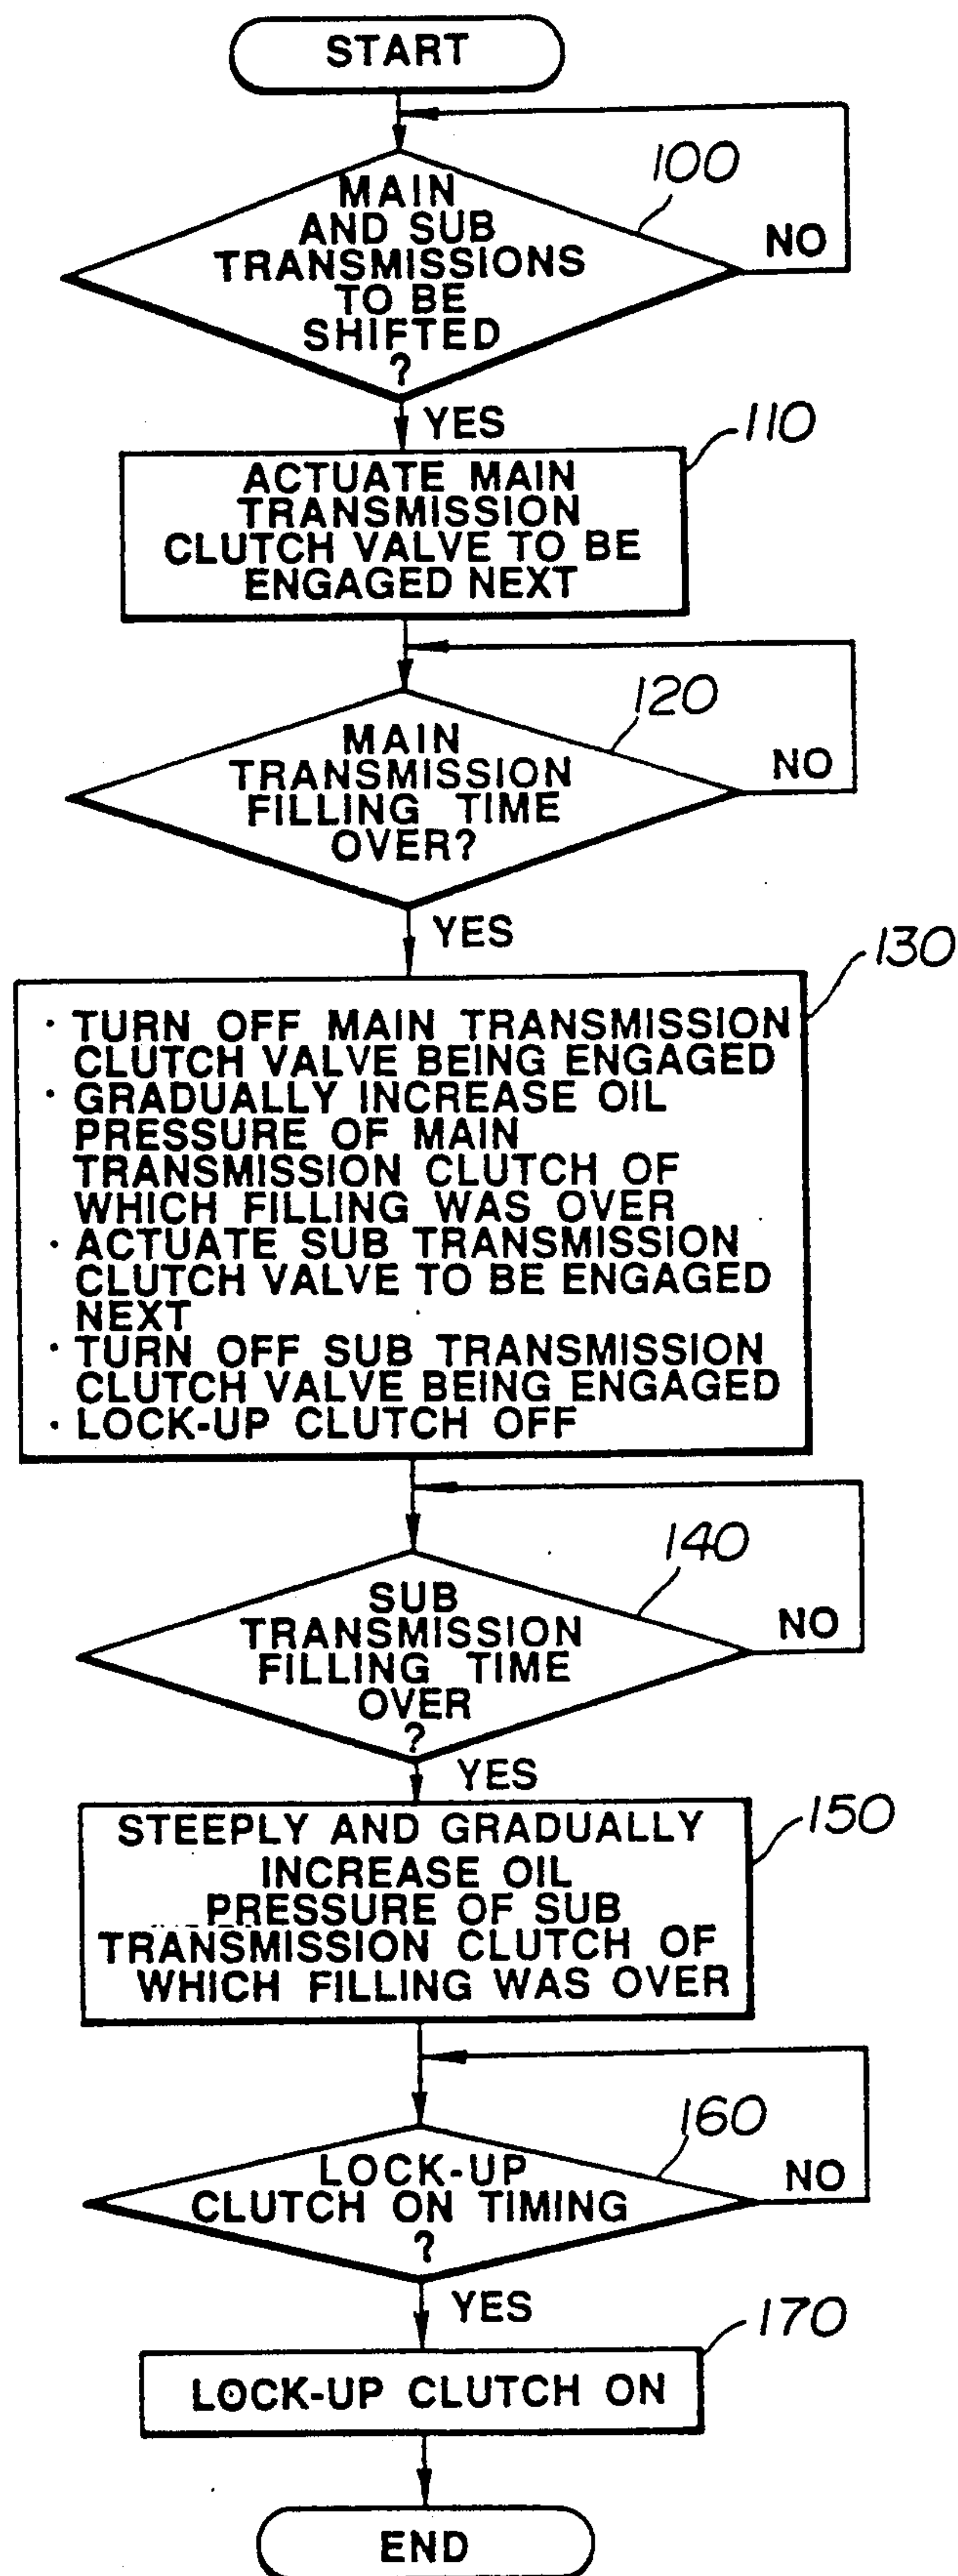 START
100
MAIN
AND SUB
TRANSMISSIONS
TO BE
SHIFTED
?
NO
YES
110
ACTUATE MAIN
TRANSMISSION
CLUTCH VALVE TO BE
ENGAGED NEXT
120
MAIN
TRANSMISSION
FILLING TIME
OVER?
NO
YES
130
· TURN OFF MAIN TRANSMISSION
CLUTCH VALVE BEING ENGAGED
· GRADUALLY INCREASE OIL
PRESSURE OF MAIN
TRANSMISSION CLUTCH OF
WHICH FILLING WAS OVER
· ACTUATE SUB TRANSMISSION
CLUTCH VALVE TO BE ENGAGED
NEXT
· TURN OFF SUB TRANSMISSION
CLUTCH VALVE BEING ENGAGED
· LOCK-UP CLUTCH OFF
140
SUB
TRANSMISSION
FILLING TIME
OVER
?
NO
YES
150
STEEPLY AND GRADUALLY
INCREASE OIL
PRESSURE OF SUB
TRANSMISSION CLUTCH OF
WHICH FILLING WAS OVER
160
LOCK-UP
CLUTCH ON TIMING
?
NO
YES
170
LOCK-UP CLUTCH ON
END